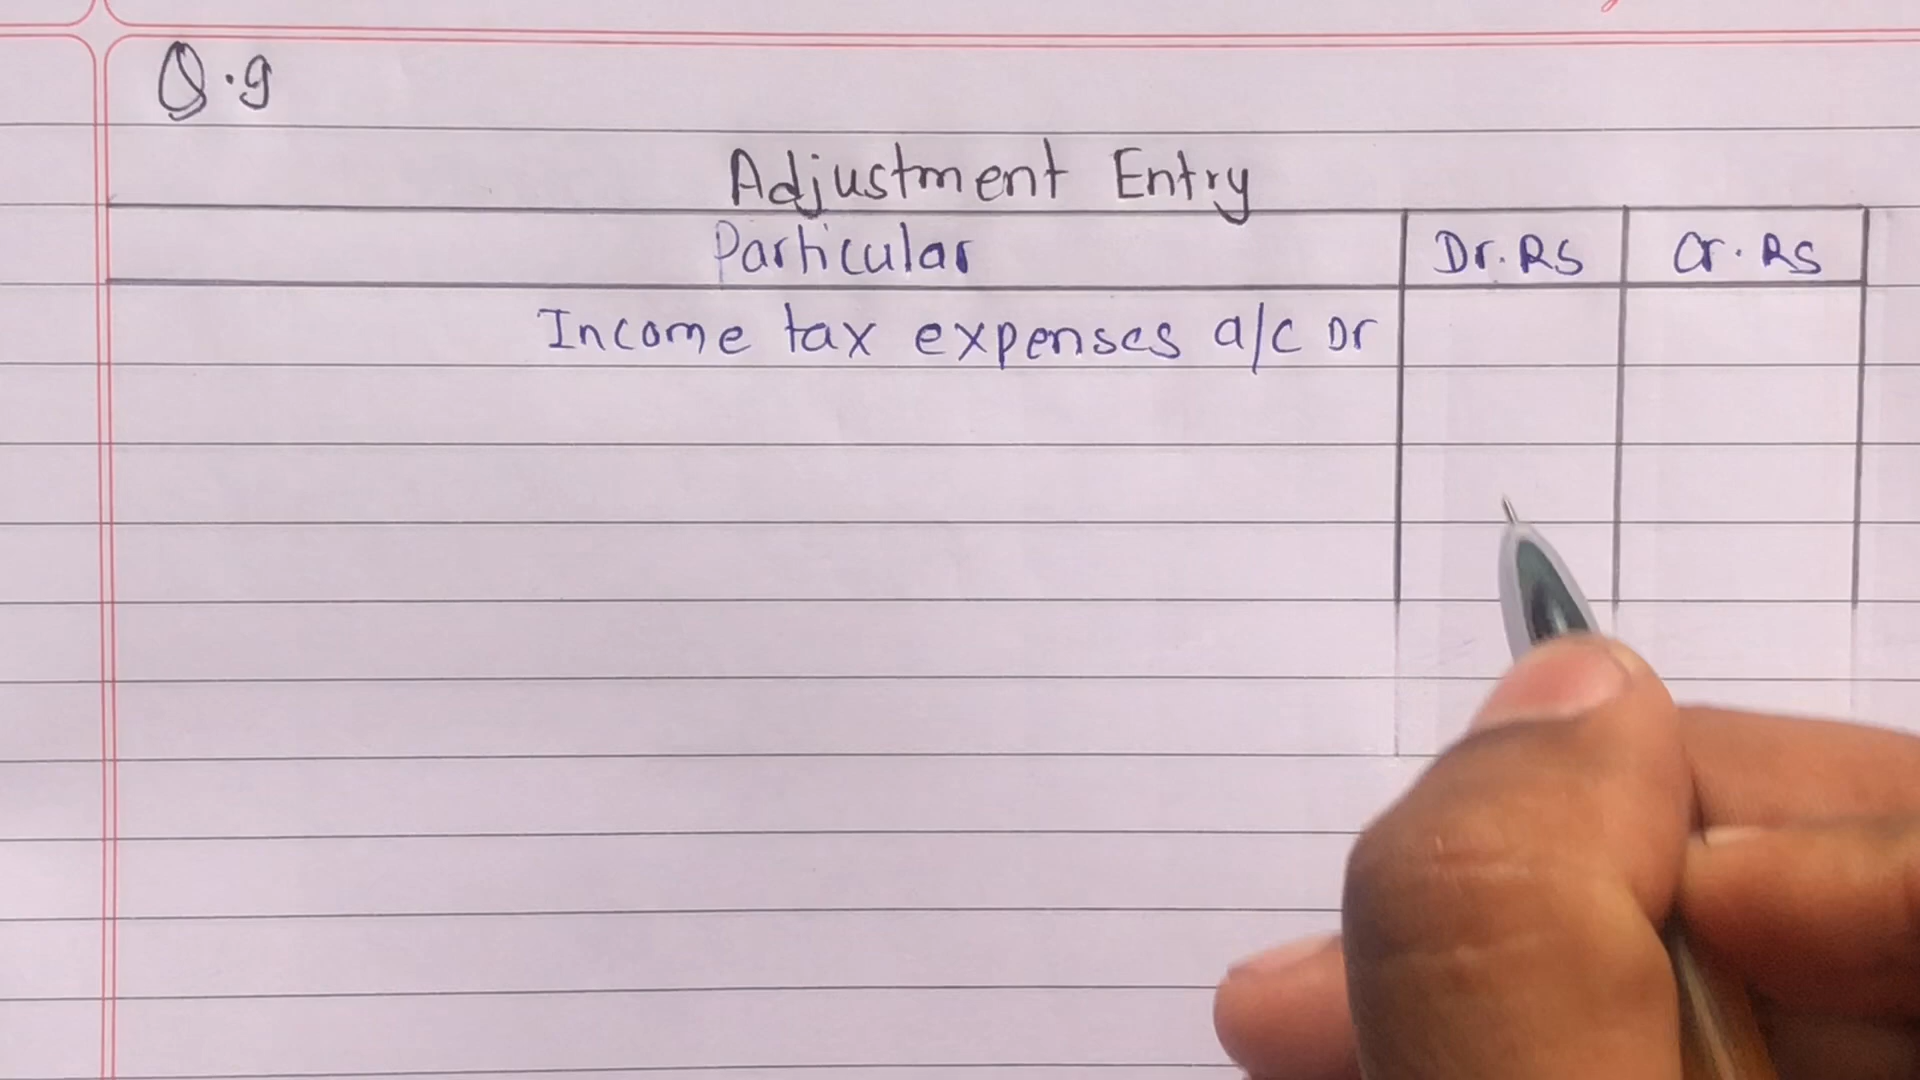 Q.9
Adjustment Entry
Particular Dr. RS Cr. RS
Income tax expenses a/c Dr